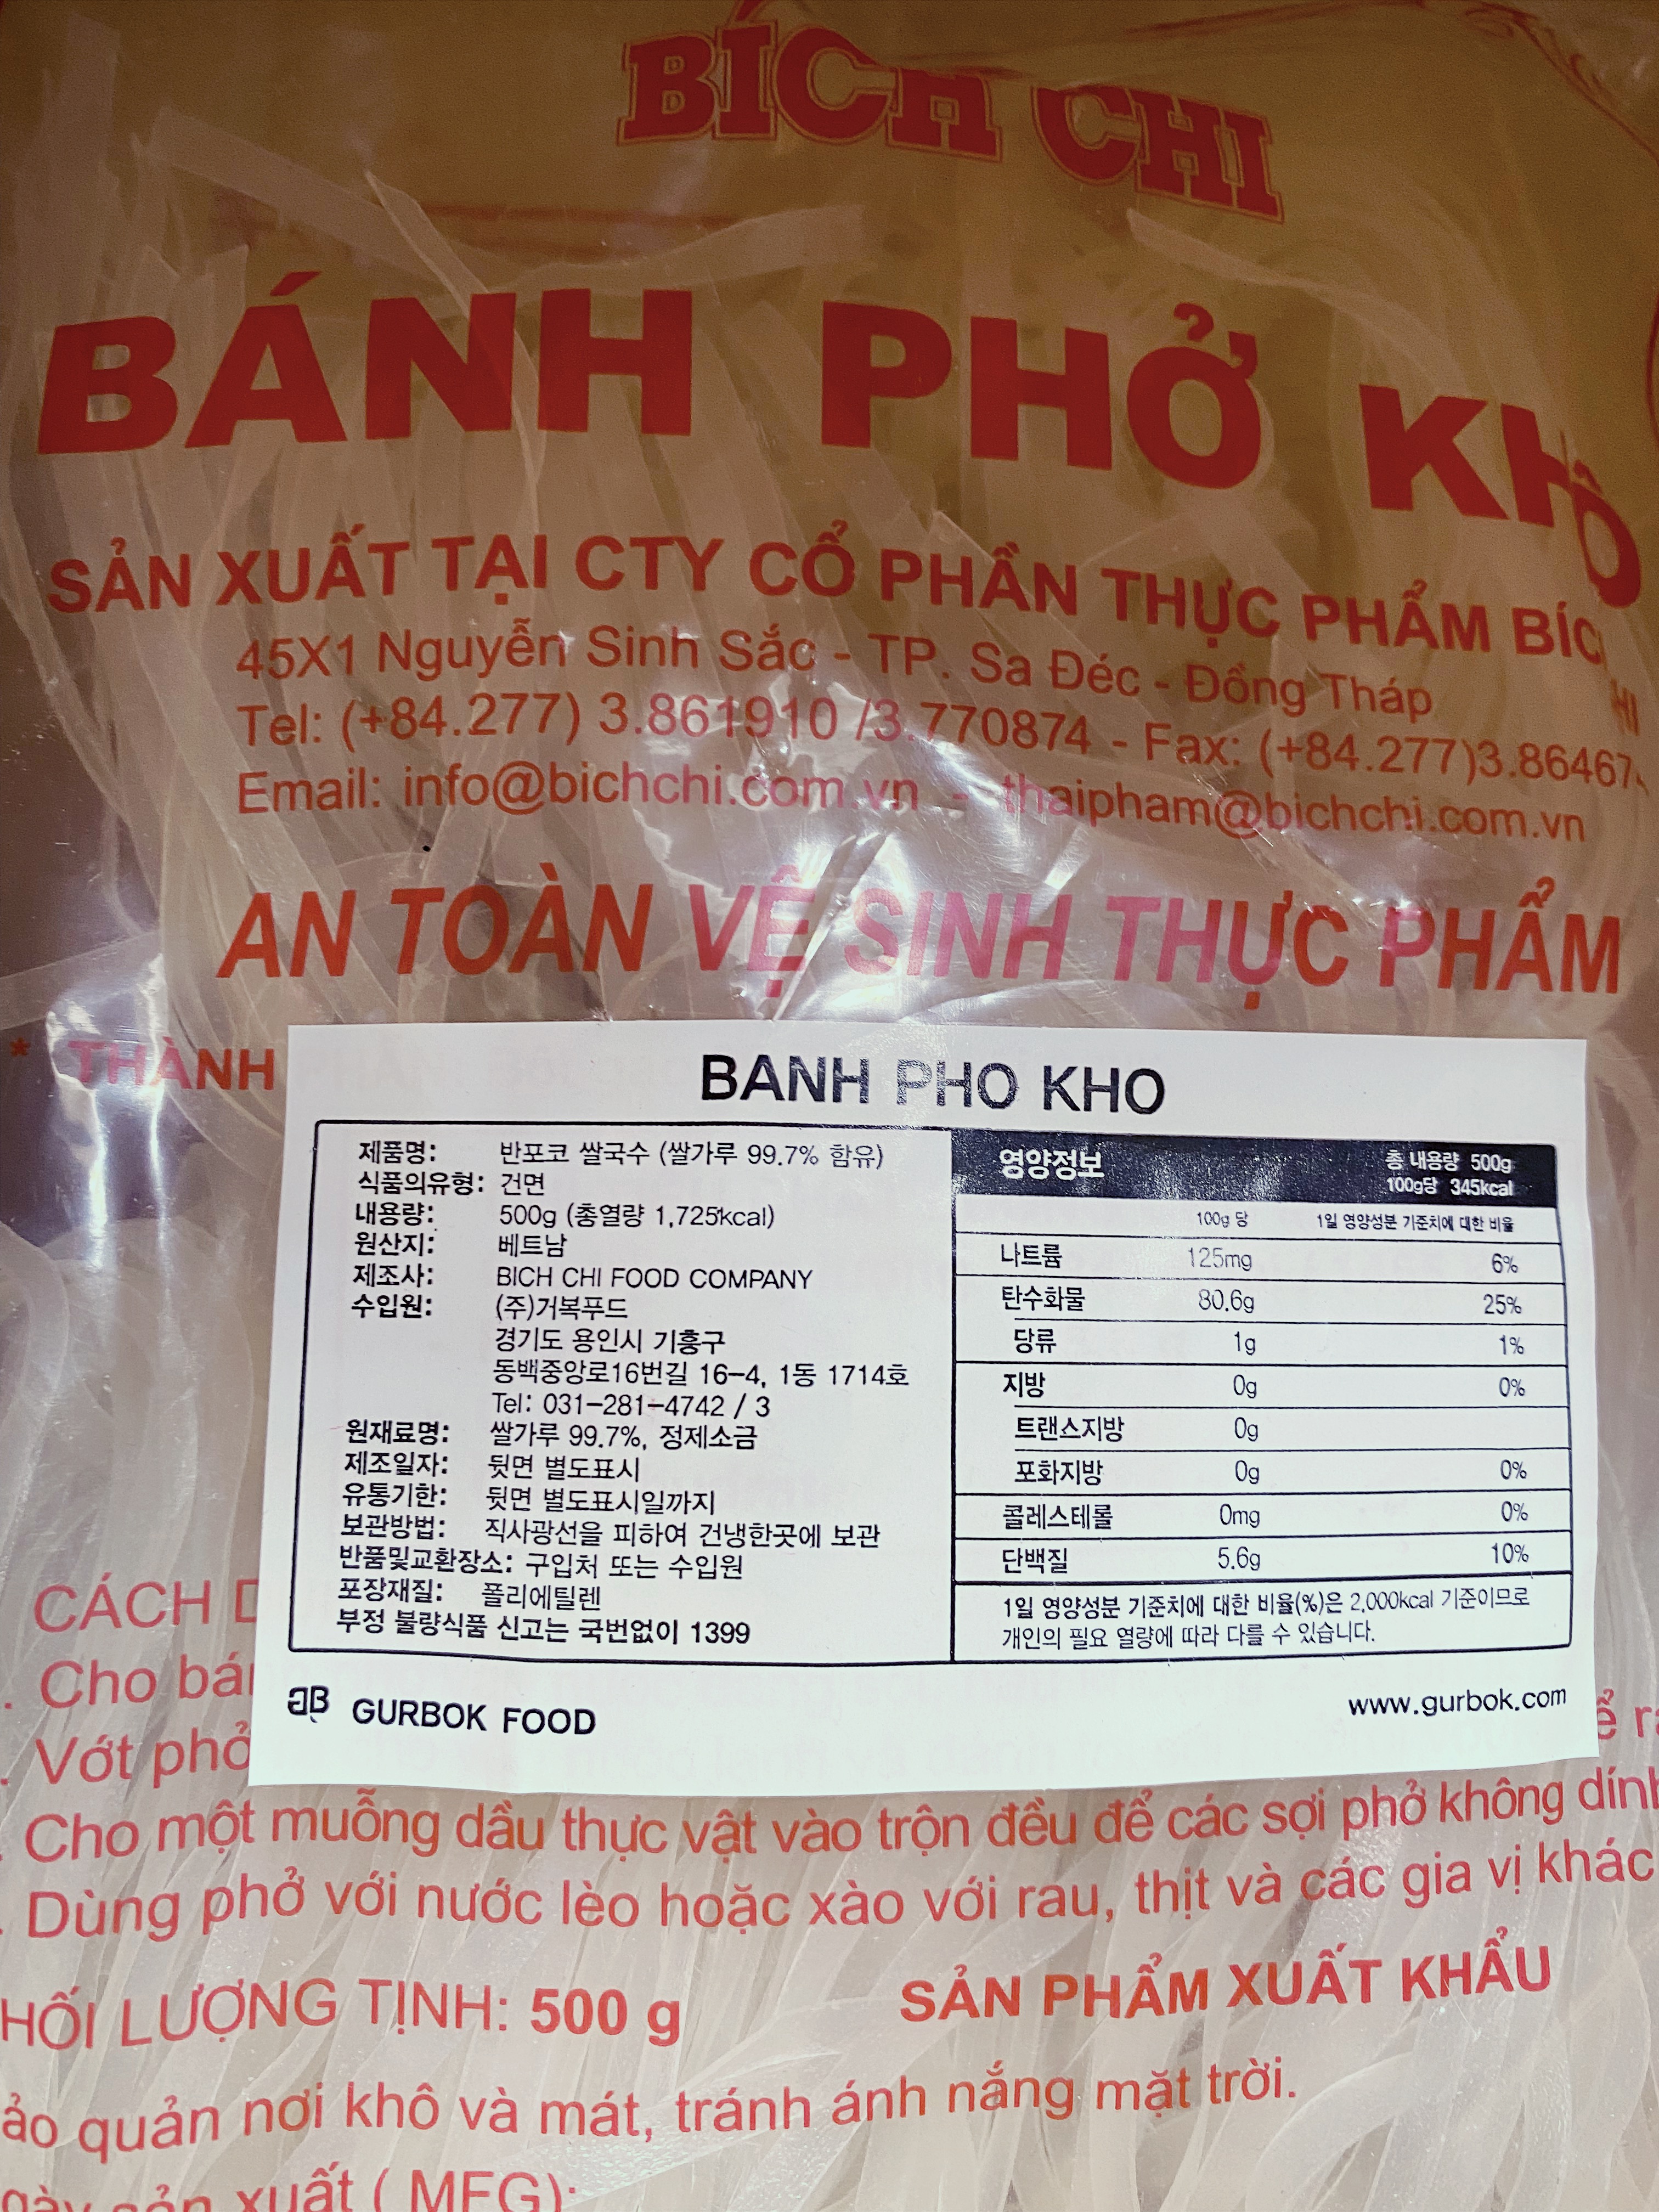 BÍCH CHI
BÁNH PHỞ KHÔ
SẢN XUẤT TẠI CTY CỔ PHẦN THỰC PHẨM BÍCH CHI
45X1 Nguyễn Sinh Sắc - TP. Sa Đéc - Đồng Tháp
Tel: (+84.277) 3.861910 /3.770874 - Fax: (+84.277)3.86467
Email: info@bichchi.com.vn - thaipham@bichchi.com.vn
AN TOÀN VỆ SINH THỰC PHẨM
* THÀNH
BANH PHO KHO
제품명: 반포코 쌀국수 (쌀가루 99.7% 함유)
식품의유형: 건면
내용량: 500g (총열량 1,725kcal)
원산지: 베트남
제조사: BICH CHI FOOD COMPANY
수입원: (주)거복푸드
경기도 용인시 기흥구
동백중앙로16번길 16-4, 1동 1714호
Tel: 031-281-4742 / 3
원재료명: 쌀가루 99.7%, 정제소금
제조일자: 뒷면 별도표시
유통기한: 뒷면 별도표시일까지
보관방법: 직사광선을 피하여 건냉한곳에 보관
반품및교환장소: 구입처 또는 수입원
포장재질: 폴리에틸렌
부정 불량식품 신고는 국번없이 1399
영양정보
총 내용량 500g
100g당 345kcal
100g 당 1일 영양성분 기준치에 대한 비율
나트륨 125mg 6%
탄수화물 80.6g 25%
당류 1g 1%
지방 0g 0%
트랜스지방 0g
포화지방 0g 0%
콜레스테롤 0mg 0%
단백질 5.6g 10%
1일 영양성분 기준치에 대한 비율(%)은 2,000kcal 기준이므로
개인의 필요 열량에 따라 다를 수 있습니다.
GURBOK FOOD
www.gurbok.com
CÁCH D
. Cho bán
. Vớt phở
ể ra
. Cho một muỗng dầu thực vật vào trộn đều để các sợi phở không dính
. Dùng phở với nước lèo hoặc xào với rau, thịt và các gia vị khác
HỐI LƯỢNG TỊNH: 500 g
SẢN PHẨM XUẤT KHẨU
ảo quản nơi khô và mát, tránh ánh nắng mặt trời.
gày sản xuất ( MFG):